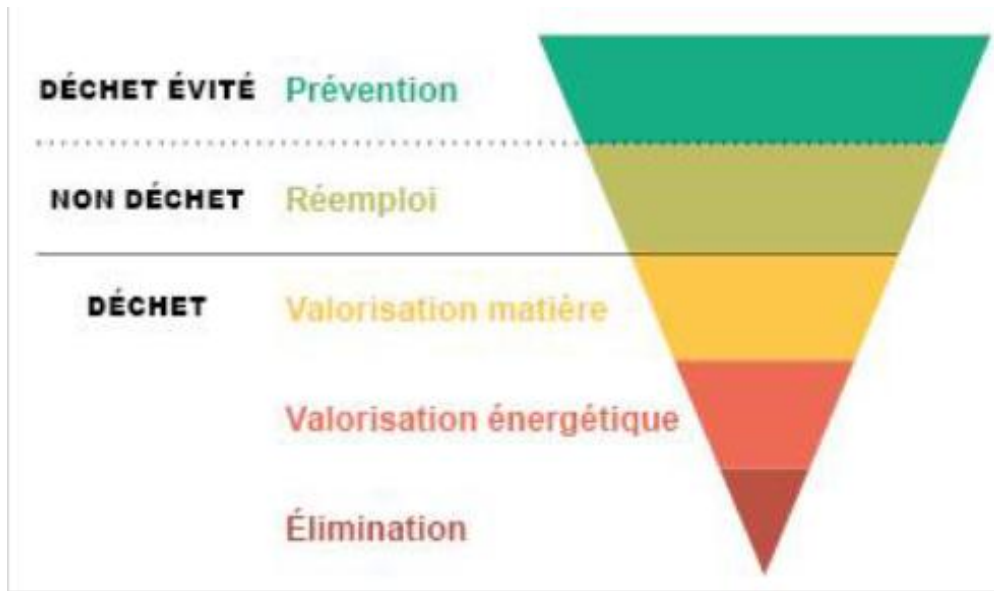 DÉCHET ÉVITÉ Prévention
NON DÉCHET Réemploi
DÉCHET Valorisation matière
Valorisation énergétique
Élimination